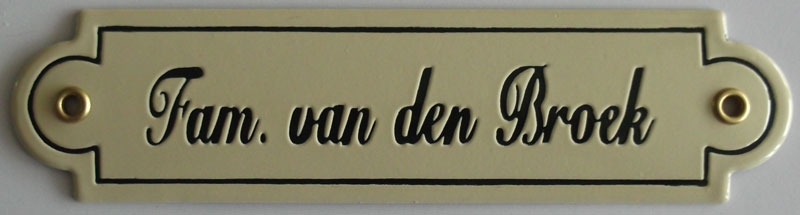 Fam. van den Broek